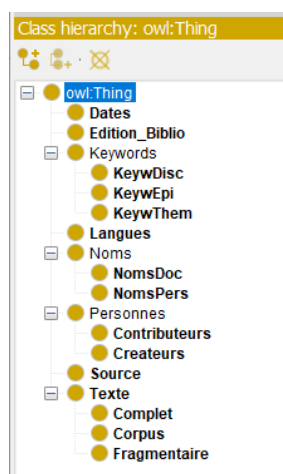 Class hierarchy: owl:Thing
owl:Thing
Dates
Edition_Biblio
Keywords
KeywDisc
KeywEpi
KeywThem
Langues
Noms
NomsDoc
NomsPers
Personnes
Contributeurs
Createurs
Source
Texte
Complet
Corpus
Fragmentaire